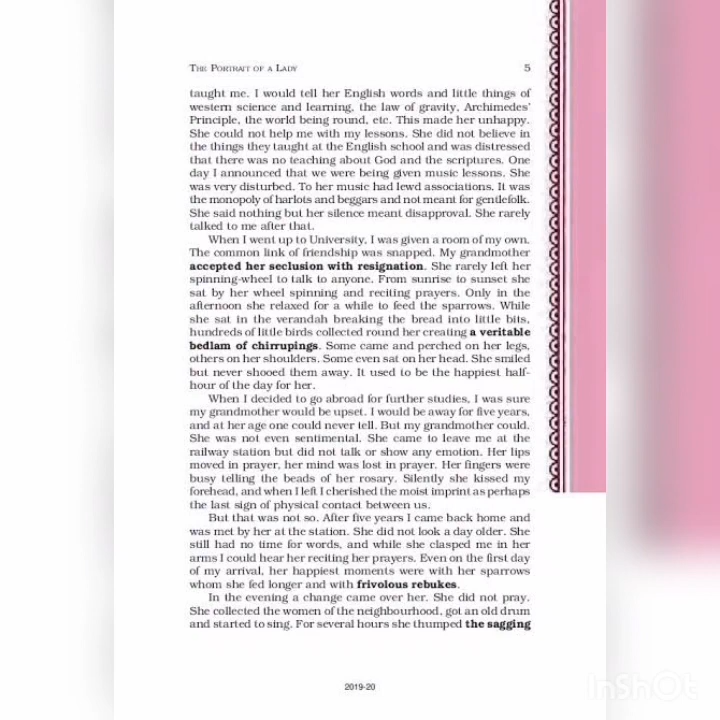 THE PORTRAIT OF A LADY 5
taught me. I would tell her English words and little things of
western science and learning, the law of gravity, Archimedes'
Principle, the world being round, etc. This made her unhappy.
She could not help me with my lessons. She did not believe in
the things they taught at the English school and was distressed
that there was no teaching about God and the scriptures. One
day I announced that we were being given music lessons. She
was very disturbed. To her music had lewd associations. It was
the monopoly of harlots and beggars and not meant for gentlefolk.
She said nothing but her silence meant disapproval. She rarely
talked to me after that.
When I went up to University, I was given a room of my own.
The common link of friendship was snapped. My grandmother
accepted her seclusion with resignation. She rarely left her
spinning-wheel to talk to anyone. From sunrise to sunset she
sat by her wheel spinning and reciting prayers. Only in the
afternoon she relaxed for a while to feed the sparrows. While
she sat in the verandah breaking the bread into little bits,
hundreds of little birds collected round her creating a veritable
bedlam of chirrupings. Some came and perched on her legs,
others on her shoulders. Some even sat on her head. She smiled
but never shooed them away. It used to be the happiest half-
hour of the day for her.
When I decided to go abroad for further studies, I was sure
my grandmother would be upset. I would be away for five years,
and at her age one could never tell. But my grandmother could.
She was not even sentimental. She came to leave me at the
railway station but did not talk or show any emotion. Her lips
moved in prayer, her mind was lost in prayer. Her fingers were
busy telling the beads of her rosary. Silently she kissed my
forehead, and when I left I cherished the moist imprint as perhaps
the last sign of physical contact between us.
But that was not so. After five years I came back home and
was met by her at the station. She did not look a day older. She
still had no time for words, and while she clasped me in her
arms I could hear her reciting her prayers. Even on the first day
of my arrival, her happiest moments were with her sparrows
whom she fed longer and with frivolous rebukes.
In the evening a change came over her. She did not pray.
She collected the women of the neighbourhood, got an old drum
and started to sing. For several hours she thumped the sagging
2019-20
InShOt